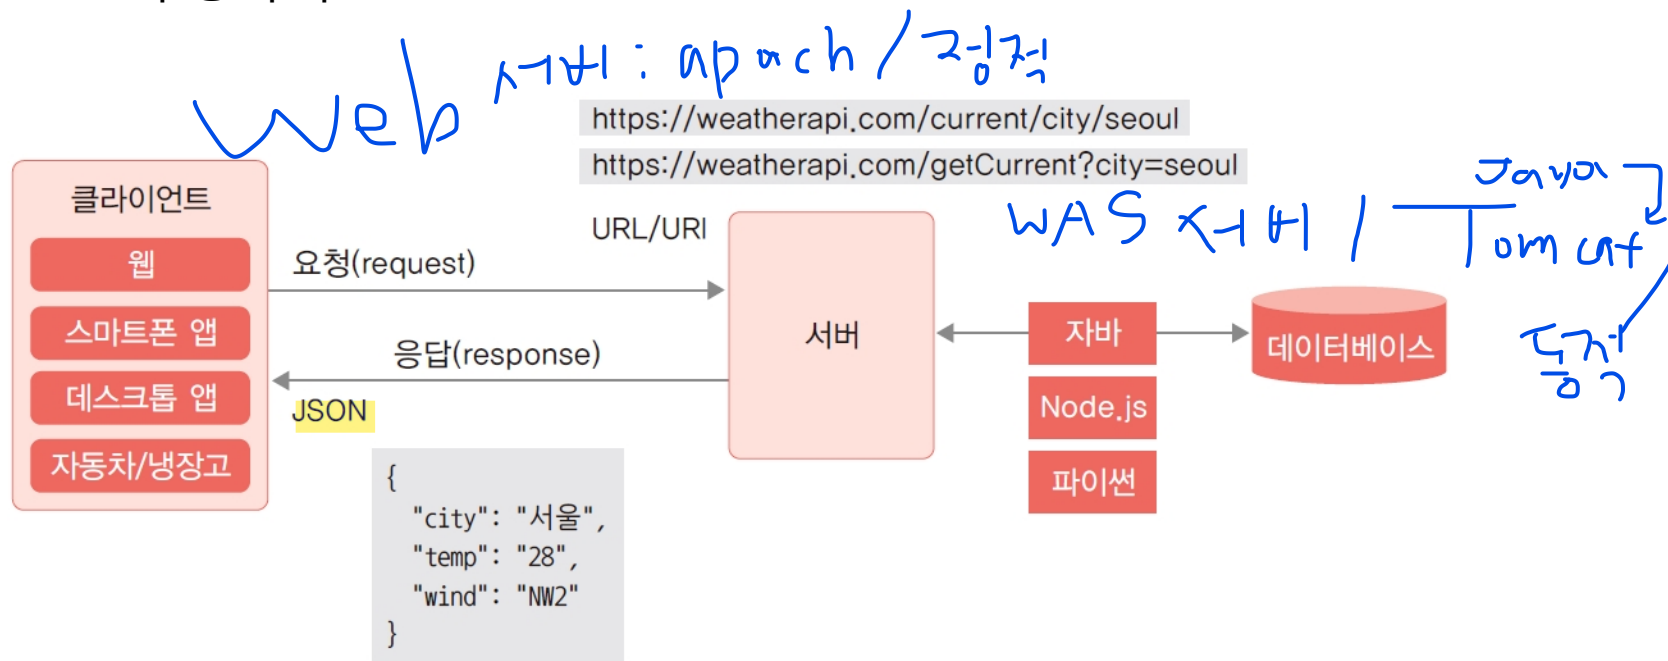 Web 서버 : apach / 정적
https://weatherapi.com/current/city/seoul
https://weatherapi.com/getCurrent?city=seoul
Java
WAS 서버 / Tomcat
동적
클라이언트
웹
스마트폰 앱
데스크톱 앱
자동차/냉장고
URL/URI
요청(request)
응답(response)
JSON
{
"city": "서울",
"temp": "28",
"wind": "NW2"
}
서버
자바
Node.js
파이썬
데이터베이스